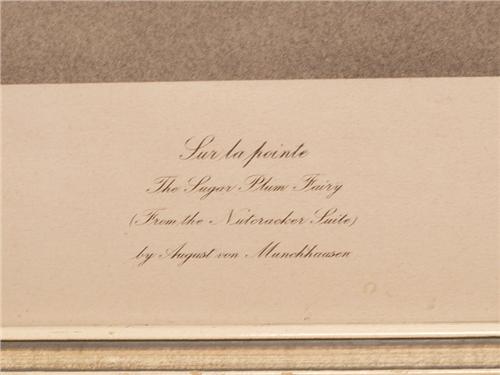 Sur la pointe
The Sugar Plum Fairy
(From the Nutcracker Suite)
by August von Munchhausen